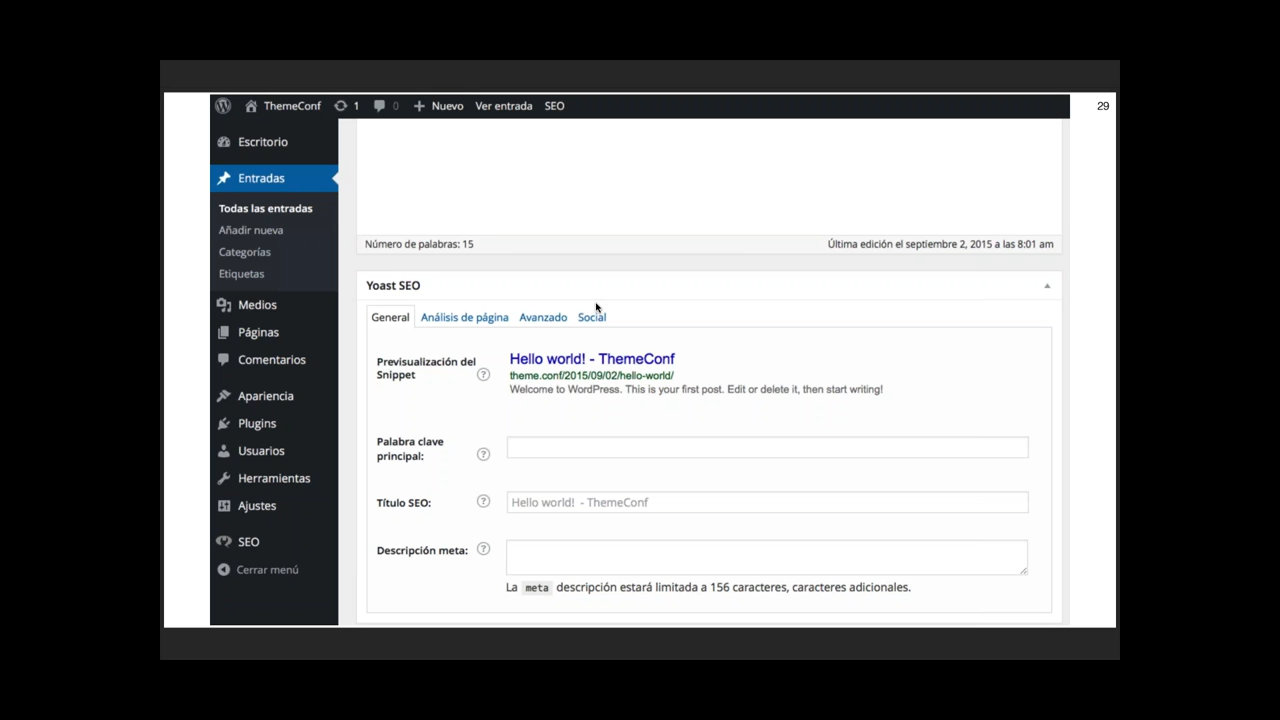 ThemeConf 1 0 Nuevo Ver entrada SEO
29
Escritorio
Entradas
Todas las entradas
Añadir nueva
Categorías
Etiquetas
Medios
Páginas
Comentarios
Apariencia
Plugins
Usuarios
Herramientas
Ajustes
SEO
Cerrar menú
Número de palabras: 15
Última edición el septiembre 2, 2015 a las 8:01 am
Yoast SEO
General Análisis de página Avanzado Social
Previsualización del
Snippet ?
Hello world! - ThemeConf
theme.conf/2015/09/02/hello-world/
Welcome to WordPress. This is your first post. Edit or delete it, then start writing!
Palabra clave
principal: ?
Título SEO: ? Hello world! - ThemeConf
Descripción meta: ?
La meta descripción estará limitada a 156 caracteres, caracteres adicionales.